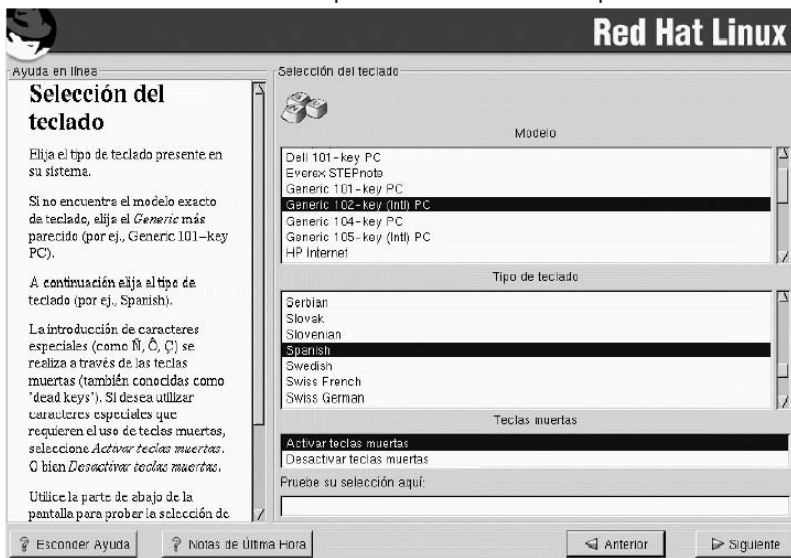 Red Hat Linux
Ayuda en línea
Selección del
teclado
Elija el tipo de teclado presente en
su sistema.
Si no encuentra el modelo exacto
de teclado, elija el Generic más
parecido (por ej., Generic 101-key
PC).
A continuación elija el tipo de
teclado (por ej., Spanish).
La introducción de caracteres
especiales (como Ñ, Ô, Ç) se
realiza a través de las teclas
muertas (también conocidas como
'dead keys'). Si desea utilizar
caracteres especiales que
requieren el uso de teclas muertas,
seleccione Activar teclas muertas.
O bien Desactivar teclas muertas.
Utilice la parte de abajo de la
pantalla para probar la selección de
Selección del teclado
Modelo
Dell 101-key PC
Everex STEPnote
Generic 101-key PC
Generic 102-key (Intl) PC
Generic 104-key PC
Generic 105-key (Intl) PC
HP Internet
Tipo de teclado
Serbian
Slovak
Slovenian
Spanish
Swedish
Swiss French
Swiss German
Teclas muertas
Activar teclas muertas
Desactivar teclas muertas
Pruebe su selección aquí:
Esconder Ayuda
Notas de Última Hora
Anterior
Siguiente